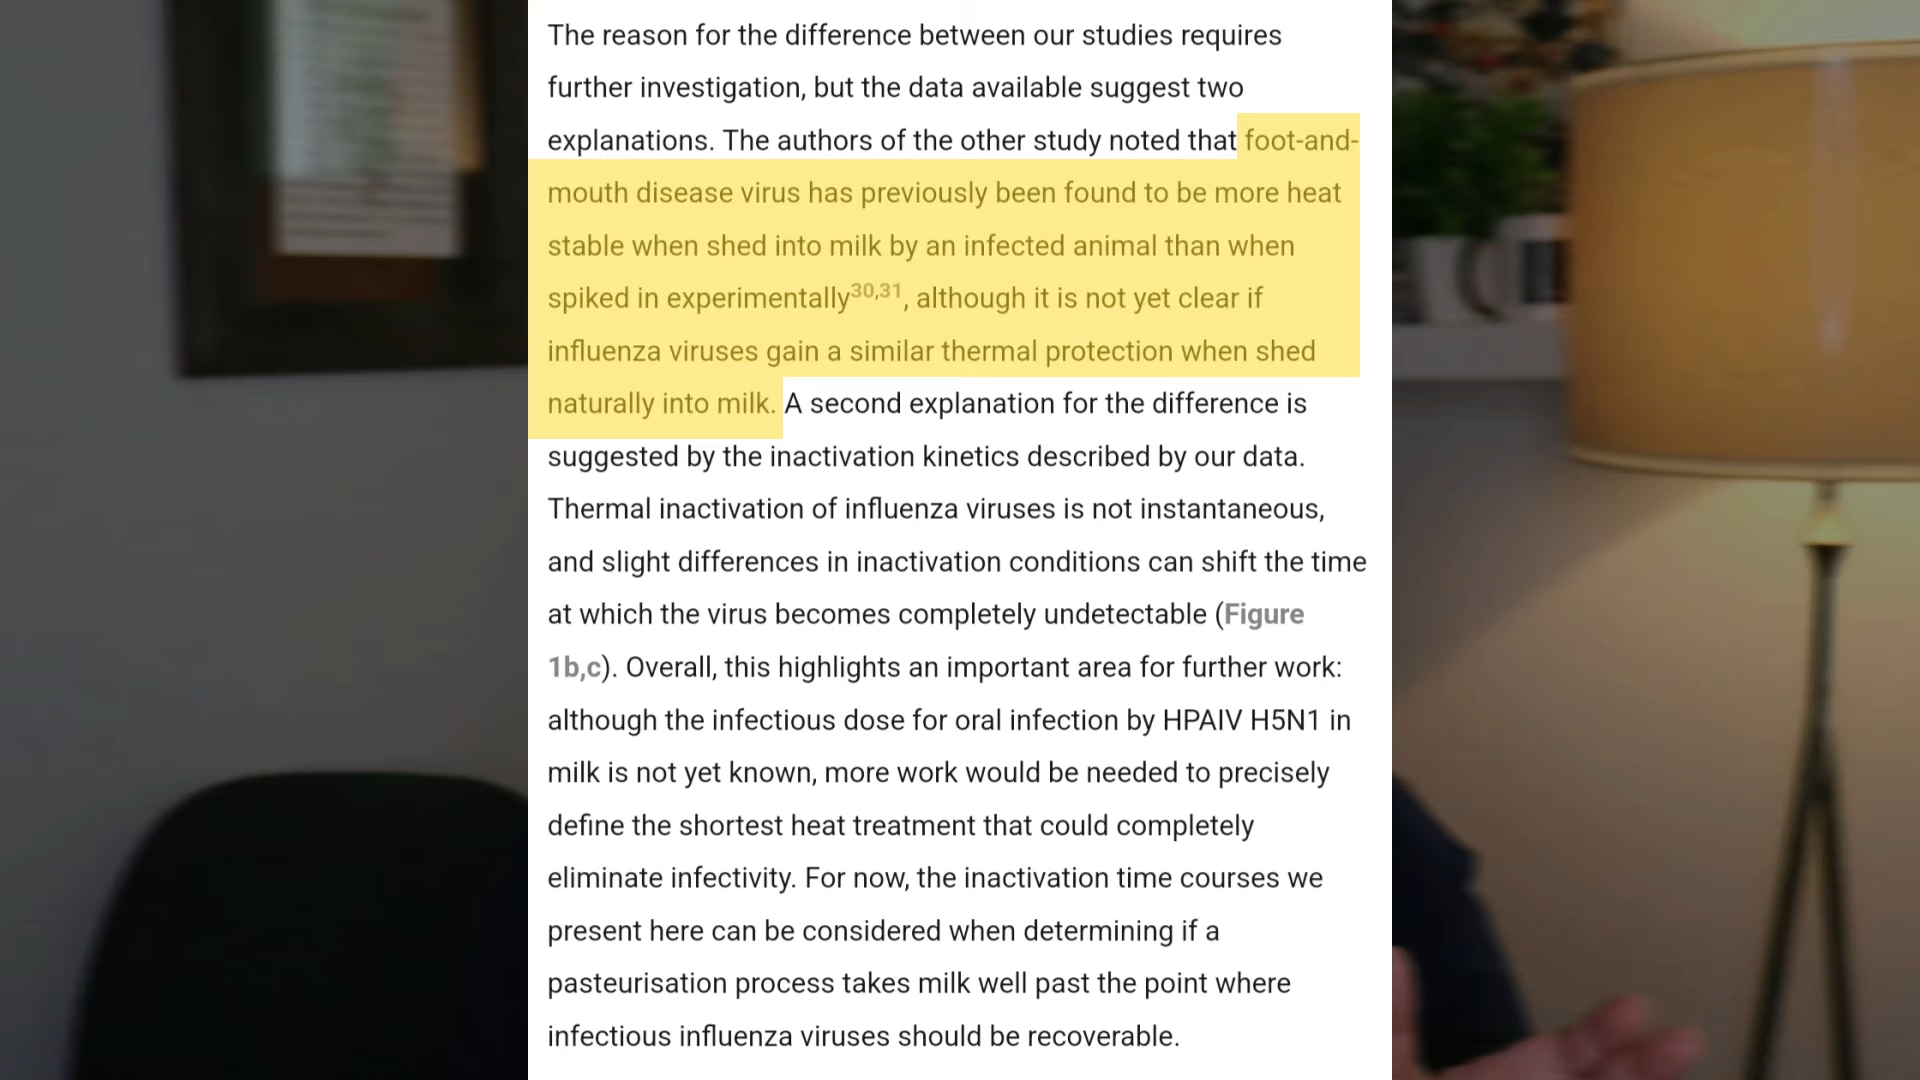 The reason for the difference between our studies requires
further investigation, but the data available suggest two
explanations. The authors of the other study noted that foot-and-
mouth disease virus has previously been found to be more heat
stable when shed into milk by an infected animal than when
spiked in experimentally30,31, although it is not yet clear if
influenza viruses gain a similar thermal protection when shed
naturally into milk. A second explanation for the difference is
suggested by the inactivation kinetics described by our data.
Thermal inactivation of influenza viruses is not instantaneous,
and slight differences in inactivation conditions can shift the time
at which the virus becomes completely undetectable (Figure
1b,c). Overall, this highlights an important area for further work:
although the infectious dose for oral infection by HPAIV H5N1 in
milk is not yet known, more work would be needed to precisely
define the shortest heat treatment that could completely
eliminate infectivity. For now, the inactivation time courses we
present here can be considered when determining if a
pasteurisation process takes milk well past the point where
infectious influenza viruses should be recoverable.